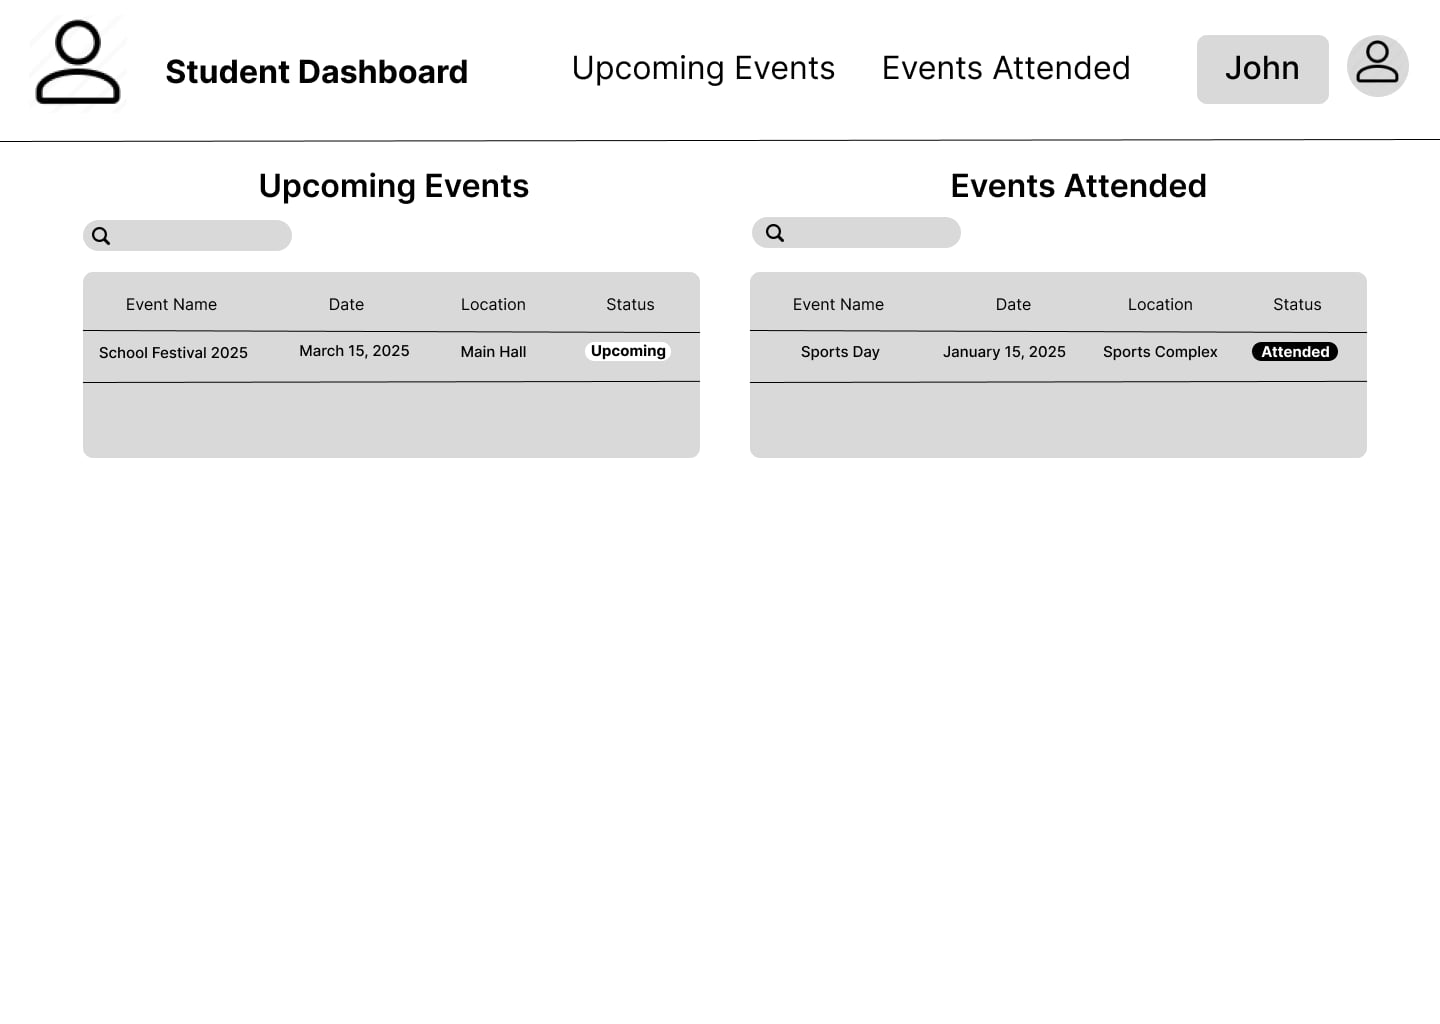 Student Dashboard
Upcoming Events
Events Attended
John
Upcoming Events
Event Name Date Location Status
School Festival 2025 March 15, 2025 Main Hall Upcoming
Events Attended
Event Name Date Location Status
Sports Day January 15, 2025 Sports Complex Attended